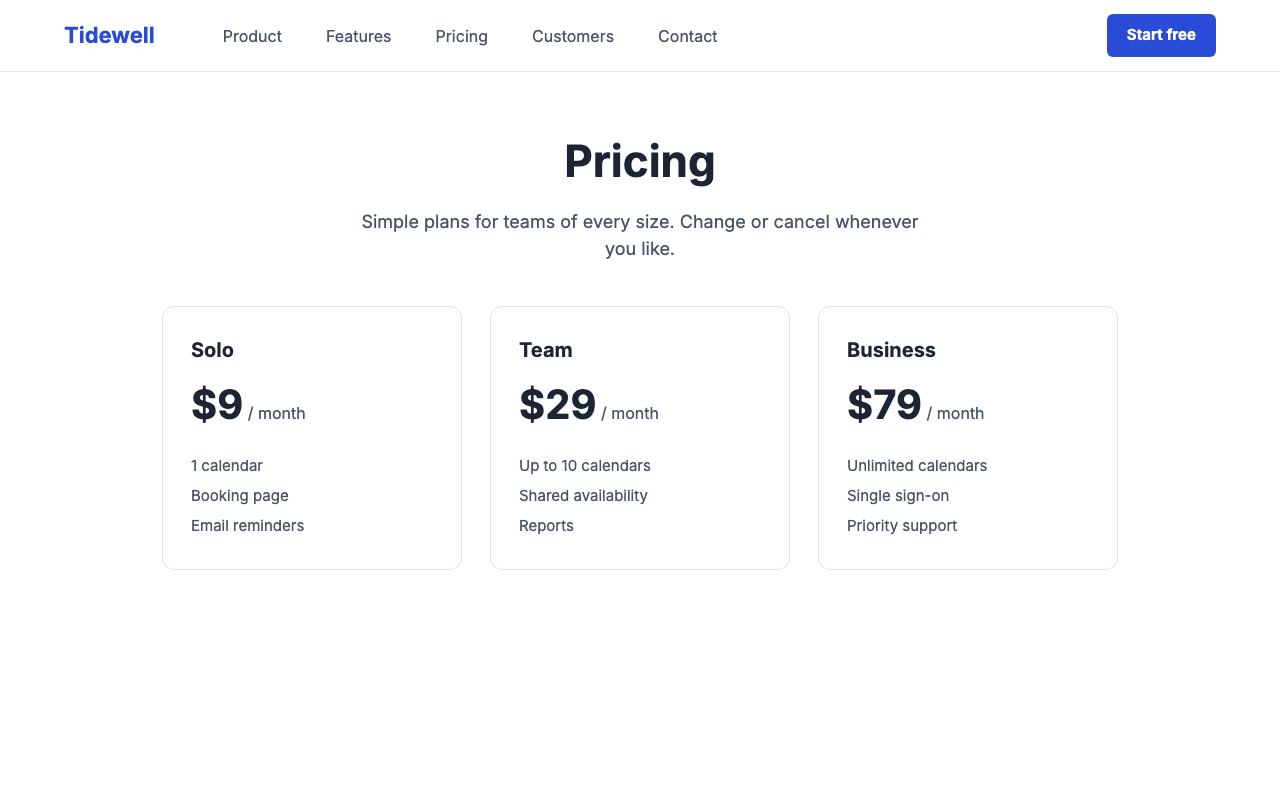 Tidewell
Product
Features
Pricing
Customers
Contact
Start free
Pricing
Simple plans for teams of every size. Change or cancel whenever
you like.
Solo
$9 / month
1 calendar
Booking page
Email reminders
Team
$29 / month
Up to 10 calendars
Shared availability
Reports
Business
$79 / month
Unlimited calendars
Single sign-on
Priority support